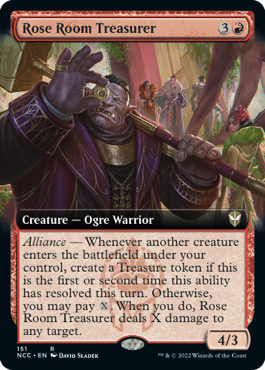 Rose Room Treasurer 3
Creature — Ogre Warrior
Alliance — Whenever another creature
enters the battlefield under your
control, create a Treasure token if this
is the first or second time this ability
has resolved this turn. Otherwise,
you may pay X. When you do, Rose
Room Treasurer deals X damage to
any target.
4/3
151 R
NCC • EN DAVID SLADEK
™ & © 2022 Wizards of the Coast